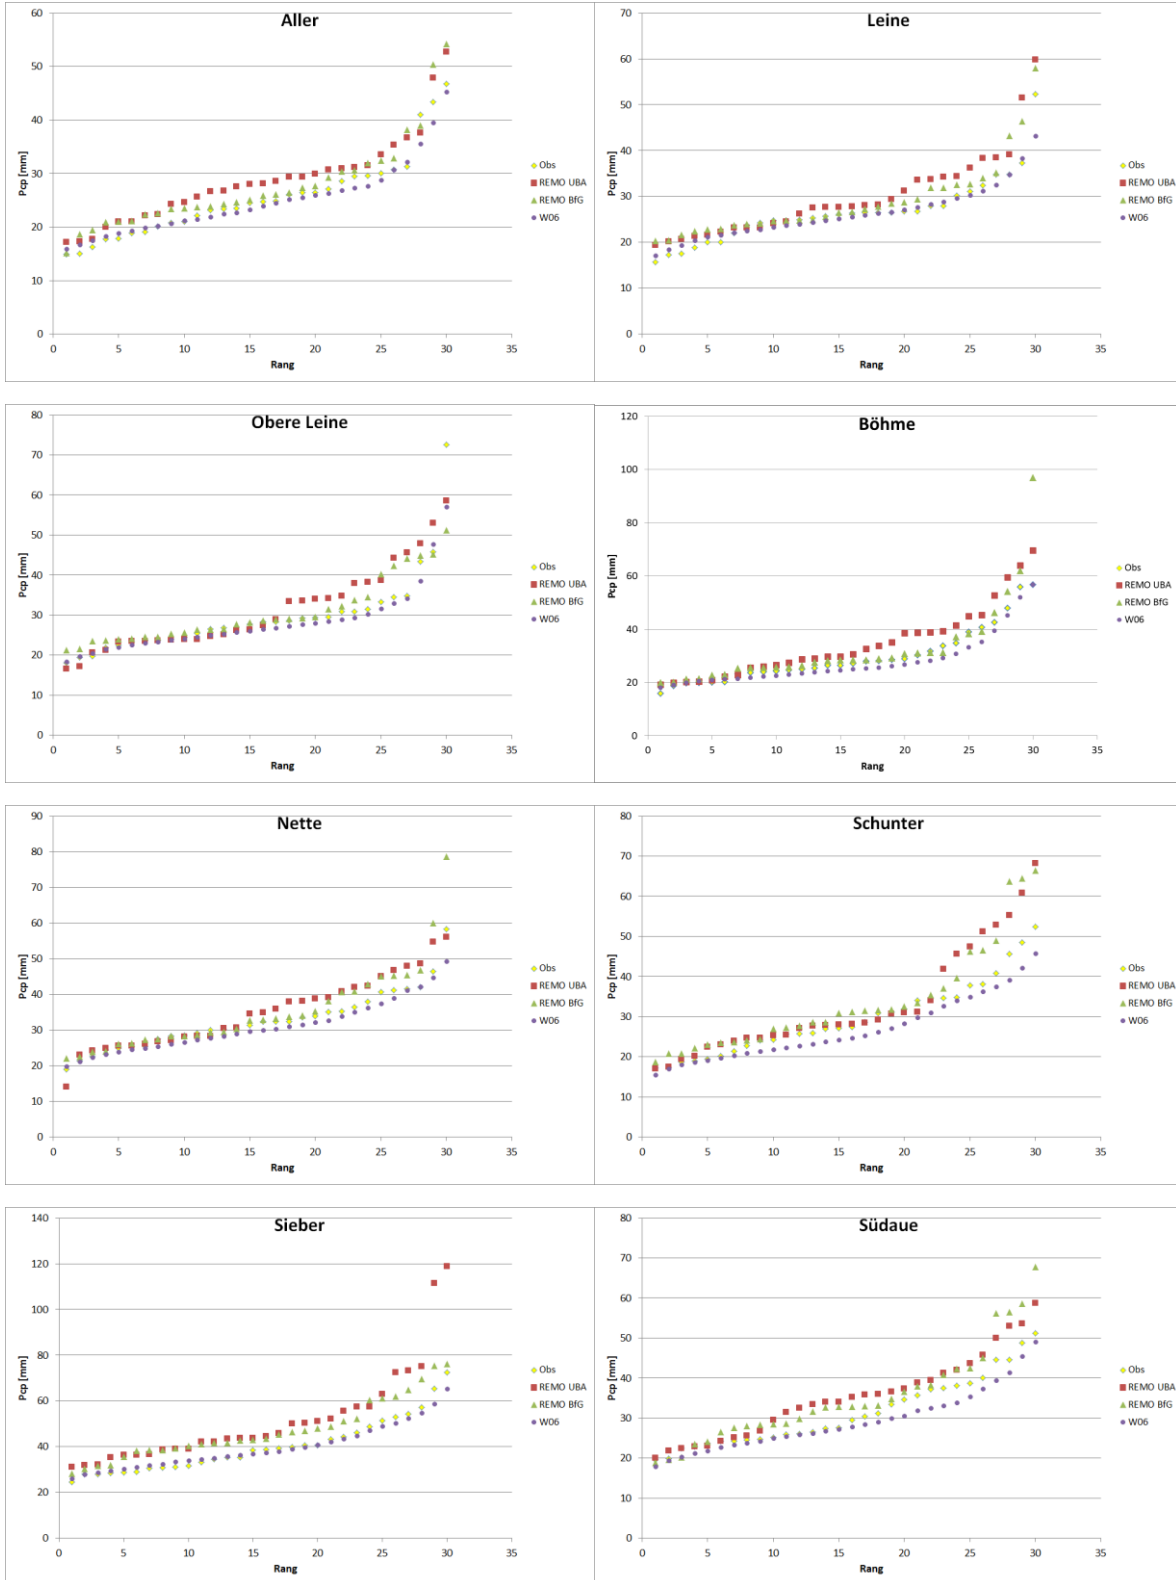 Aller
Pcp [mm]
60
50
40
30
20
10
0
0 5 10 15 20 25 30 35
Rang
Obs
REMO UBA
REMO BfG
W06
Leine
Pcp [mm]
70
60
50
40
30
20
10
0
0 5 10 15 20 25 30 35
Rang
Obs
REMO UBA
REMO BfG
W06
Obere Leine
Pcp [mm]
80
70
60
50
40
30
20
10
0
0 5 10 15 20 25 30 35
Rang
Obs
REMO UBA
REMO BfG
W06
Böhme
Pcp [mm]
120
100
80
60
40
20
0
0 5 10 15 20 25 30 35
Rang
Obs
REMO UBA
REMO BfG
W06
Nette
Pcp [mm]
90
80
70
60
50
40
30
20
10
0
0 5 10 15 20 25 30 35
Rang
Obs
REMO UBA
REMO BfG
W06
Schunter
Pcp [mm]
80
70
60
50
40
30
20
10
0
0 5 10 15 20 25 30 35
Rang
Obs
REMO UBA
REMO BfG
W06
Sieber
Pcp [mm]
140
120
100
80
60
40
20
0
0 5 10 15 20 25 30 35
Rang
Obs
REMO UBA
REMO BfG
W06
Südaue
Pcp [mm]
80
70
60
50
40
30
20
10
0
0 5 10 15 20 25 30 35
Rang
Obs
REMO UBA
REMO BfG
W06